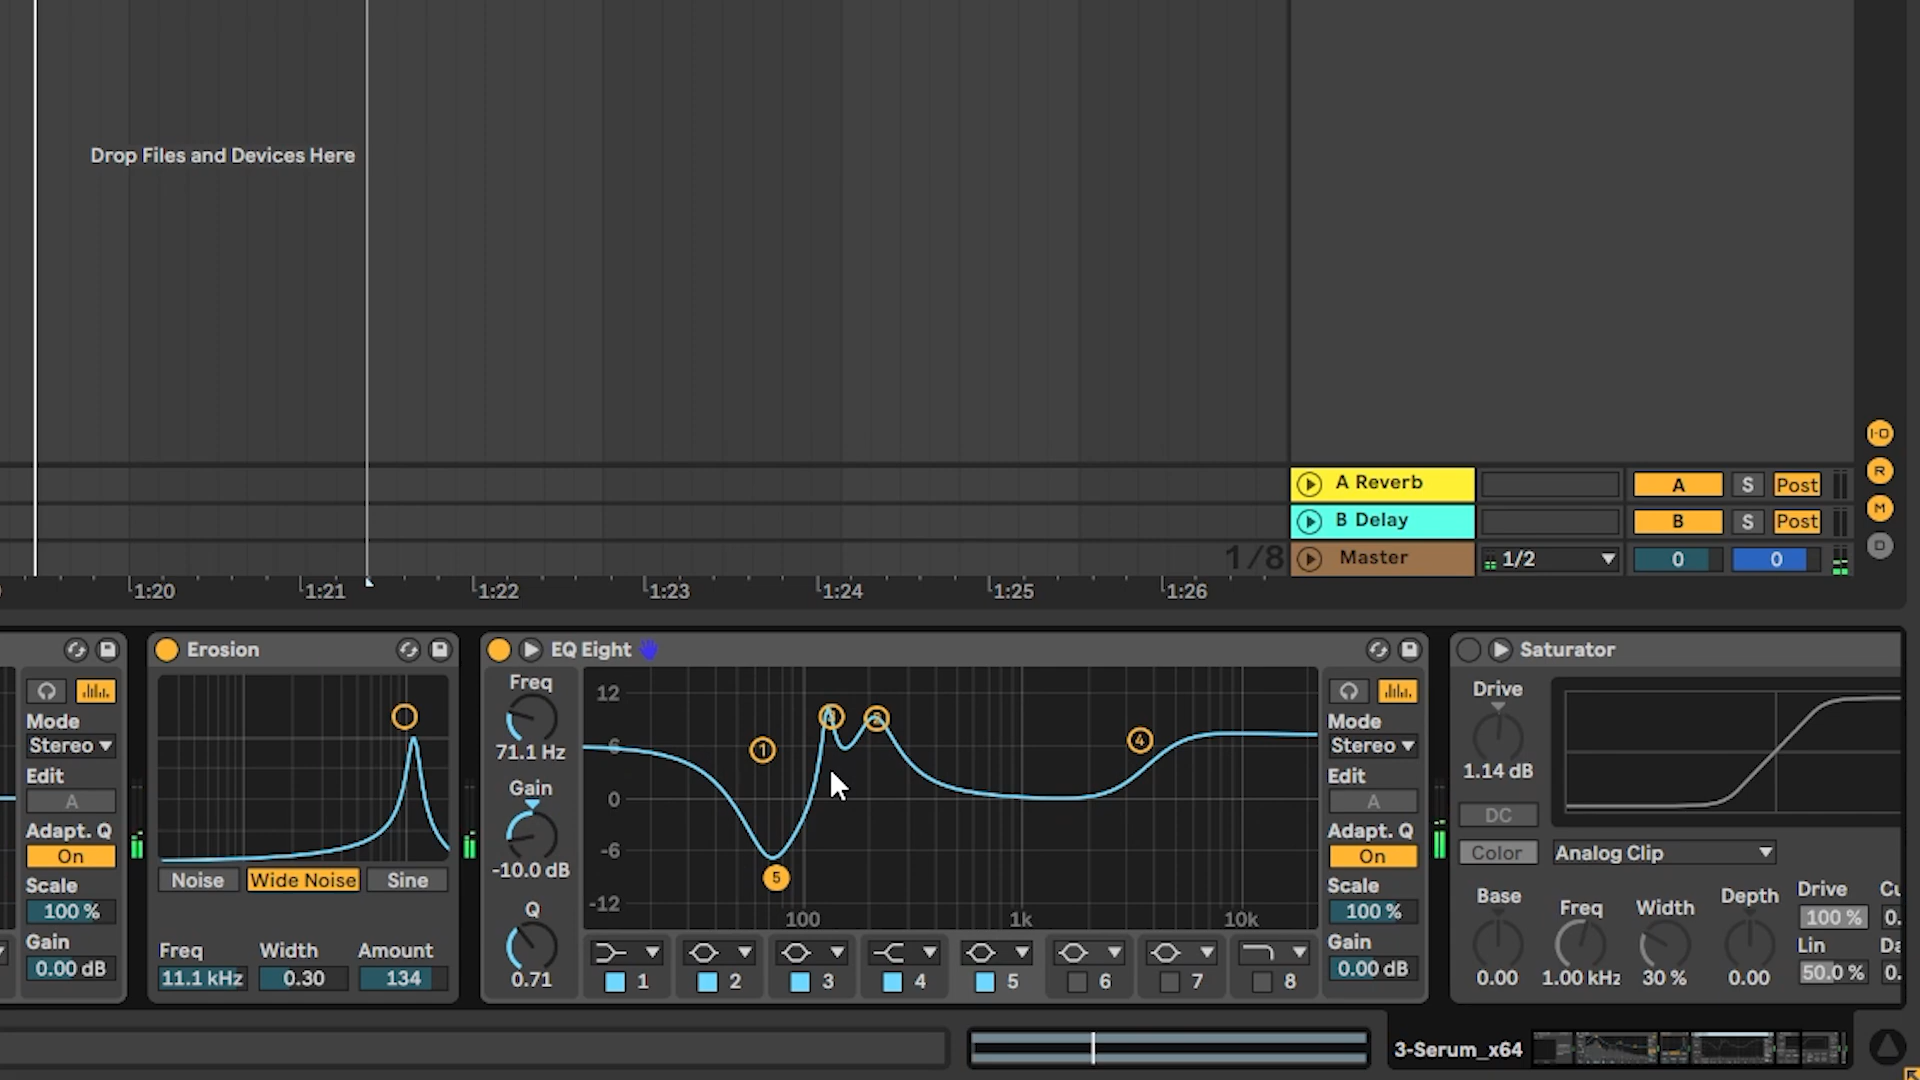 Drop Files and Devices Here
A Reverb
A
S
Post
B Delay
B
S
Post
1/8
Master
1/2
0
0
I·O
R
M
D
1:20
1:21
1:22
1:23
1:24
1:25
1:26
Mode
Stereo
Edit
A
Adapt. Q
On
Scale
100 %
Gain
0.00 dB
Erosion
Noise
Wide Noise
Sine
Freq
Width
Amount
11.1 kHz
0.30
134
EQ Eight
Freq
71.1 Hz
Gain
-10.0 dB
Q
0.71
12
6
0
-6
-12
100
1k
10k
1
2
4
5
1
2
3
4
5
6
7
8
Mode
Stereo
Edit
A
Adapt. Q
On
Scale
100 %
Gain
0.00 dB
Saturator
Drive
1.14 dB
DC
Color
Analog Clip
Base
0.00
Freq
1.00 kHz
Width
30 %
Depth
0.00
Drive
100 %
Lin
50.0 %
3-Serum_x64